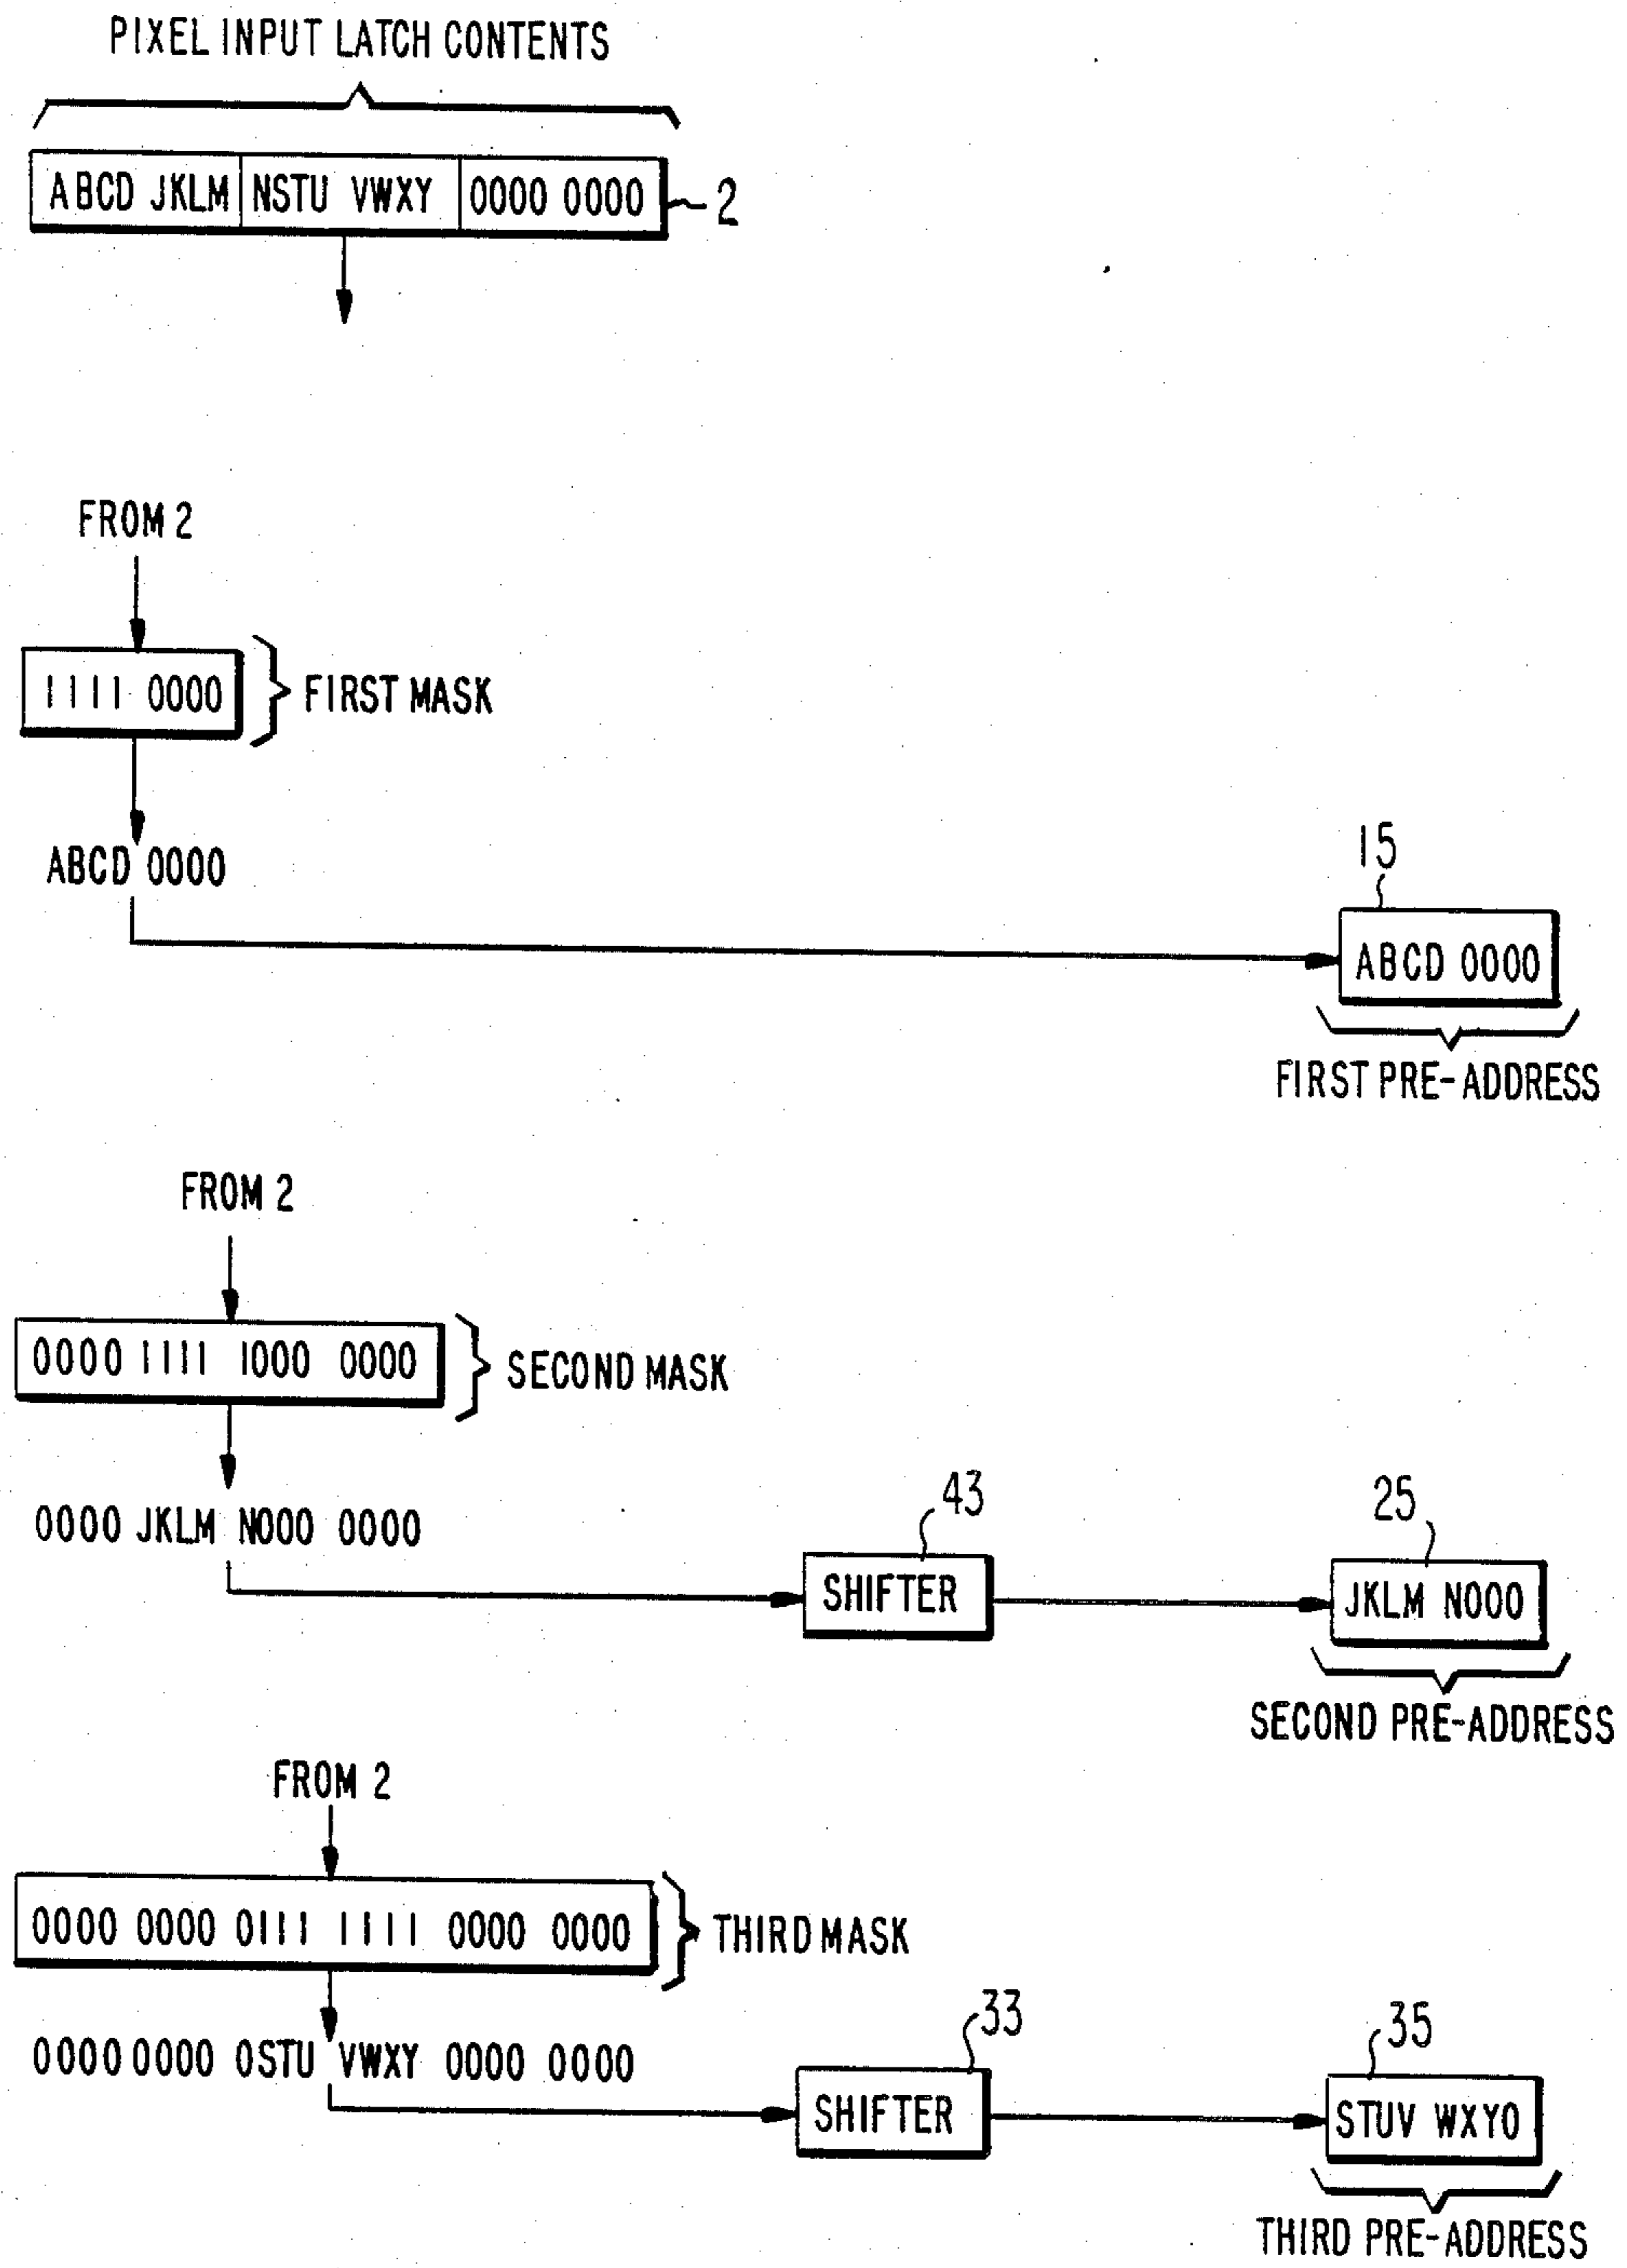 PIXEL INPUT LATCH CONTENTS
ABCD JKLM NSTU VWXY 0000 0000
2
FROM 2
1111 0000
FIRST MASK
ABCD 0000
15
ABCD 0000
FIRST PRE-ADDRESS
FROM 2
0000 1111 1000 0000
SECOND MASK
0000 JKLM N000 0000
43
SHIFTER
25
JKLM N000
SECOND PRE-ADDRESS
FROM 2
0000 0000 0111 1111 0000 0000
THIRD MASK
0000 0000 0STU VWXY 0000 0000
33
SHIFTER
35
STUV WXY0
THIRD PRE-ADDRESS